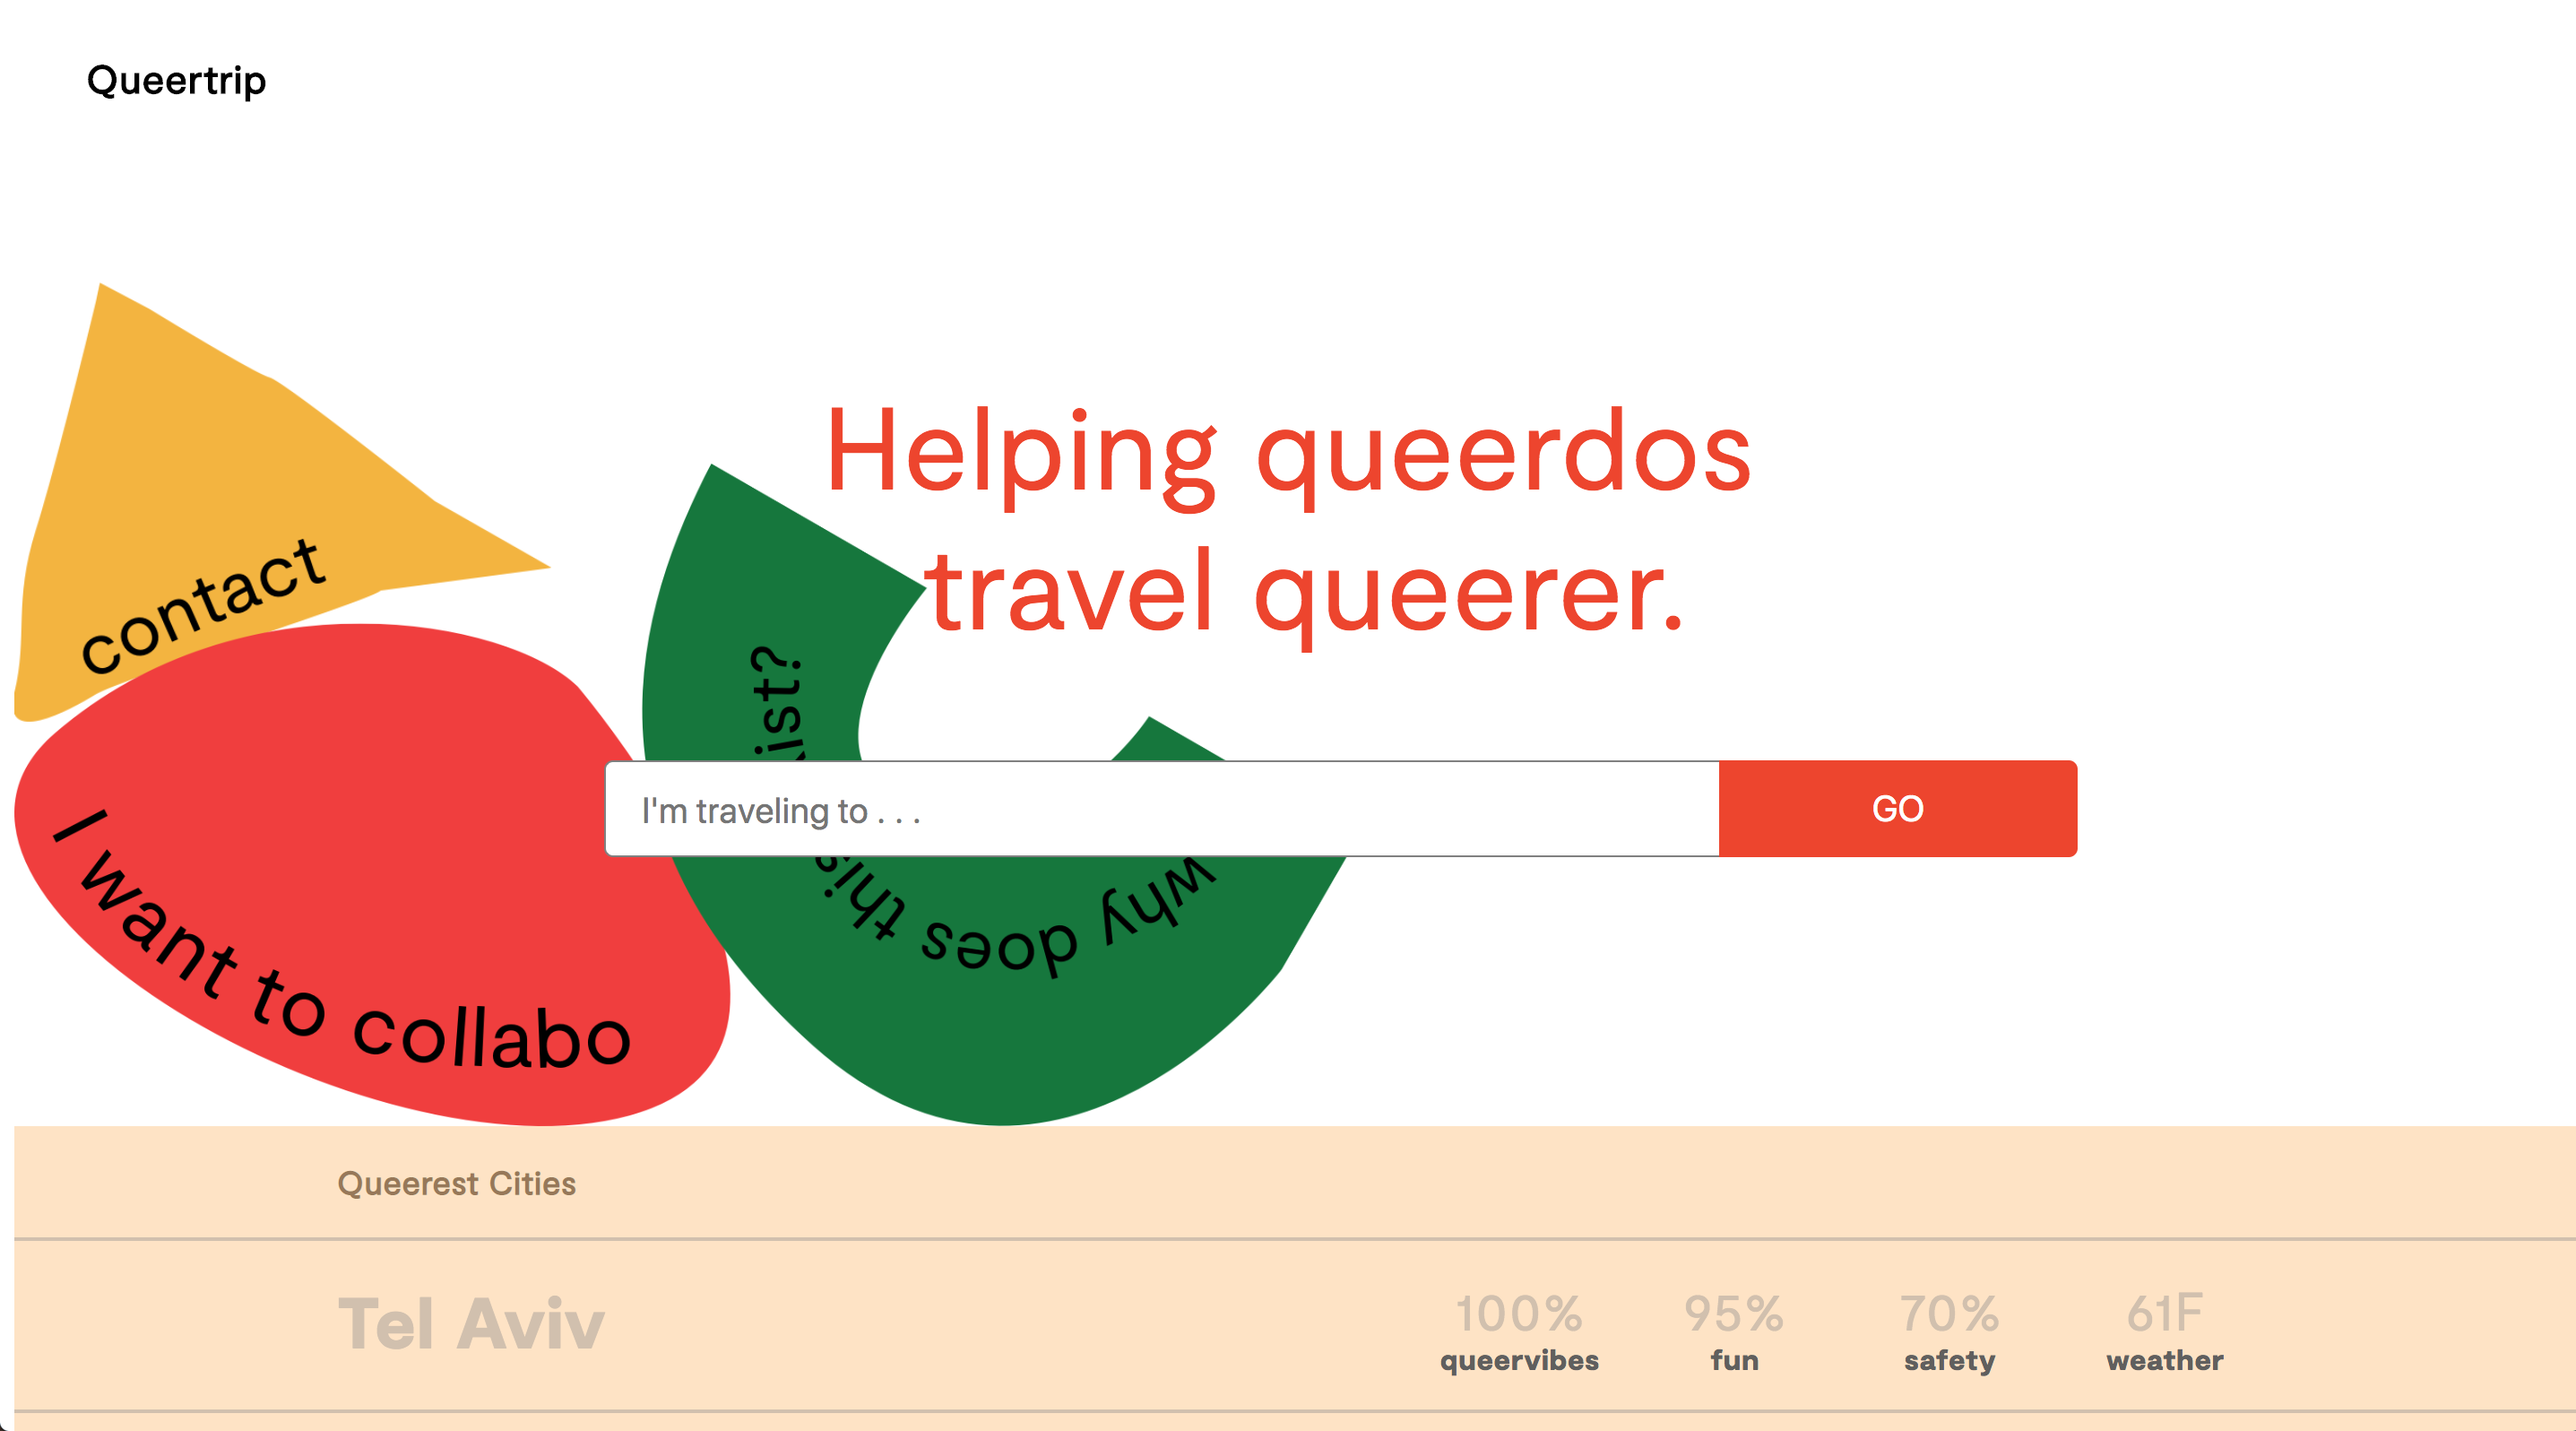 Queertrip
Helping queerdos
travel queerer.
contact
I want to collabo
why does this
ist?
I'm traveling to . . .
GO
Queerest Cities
Tel Aviv
100%
queervibes
95%
fun
70%
safety
61F
weather